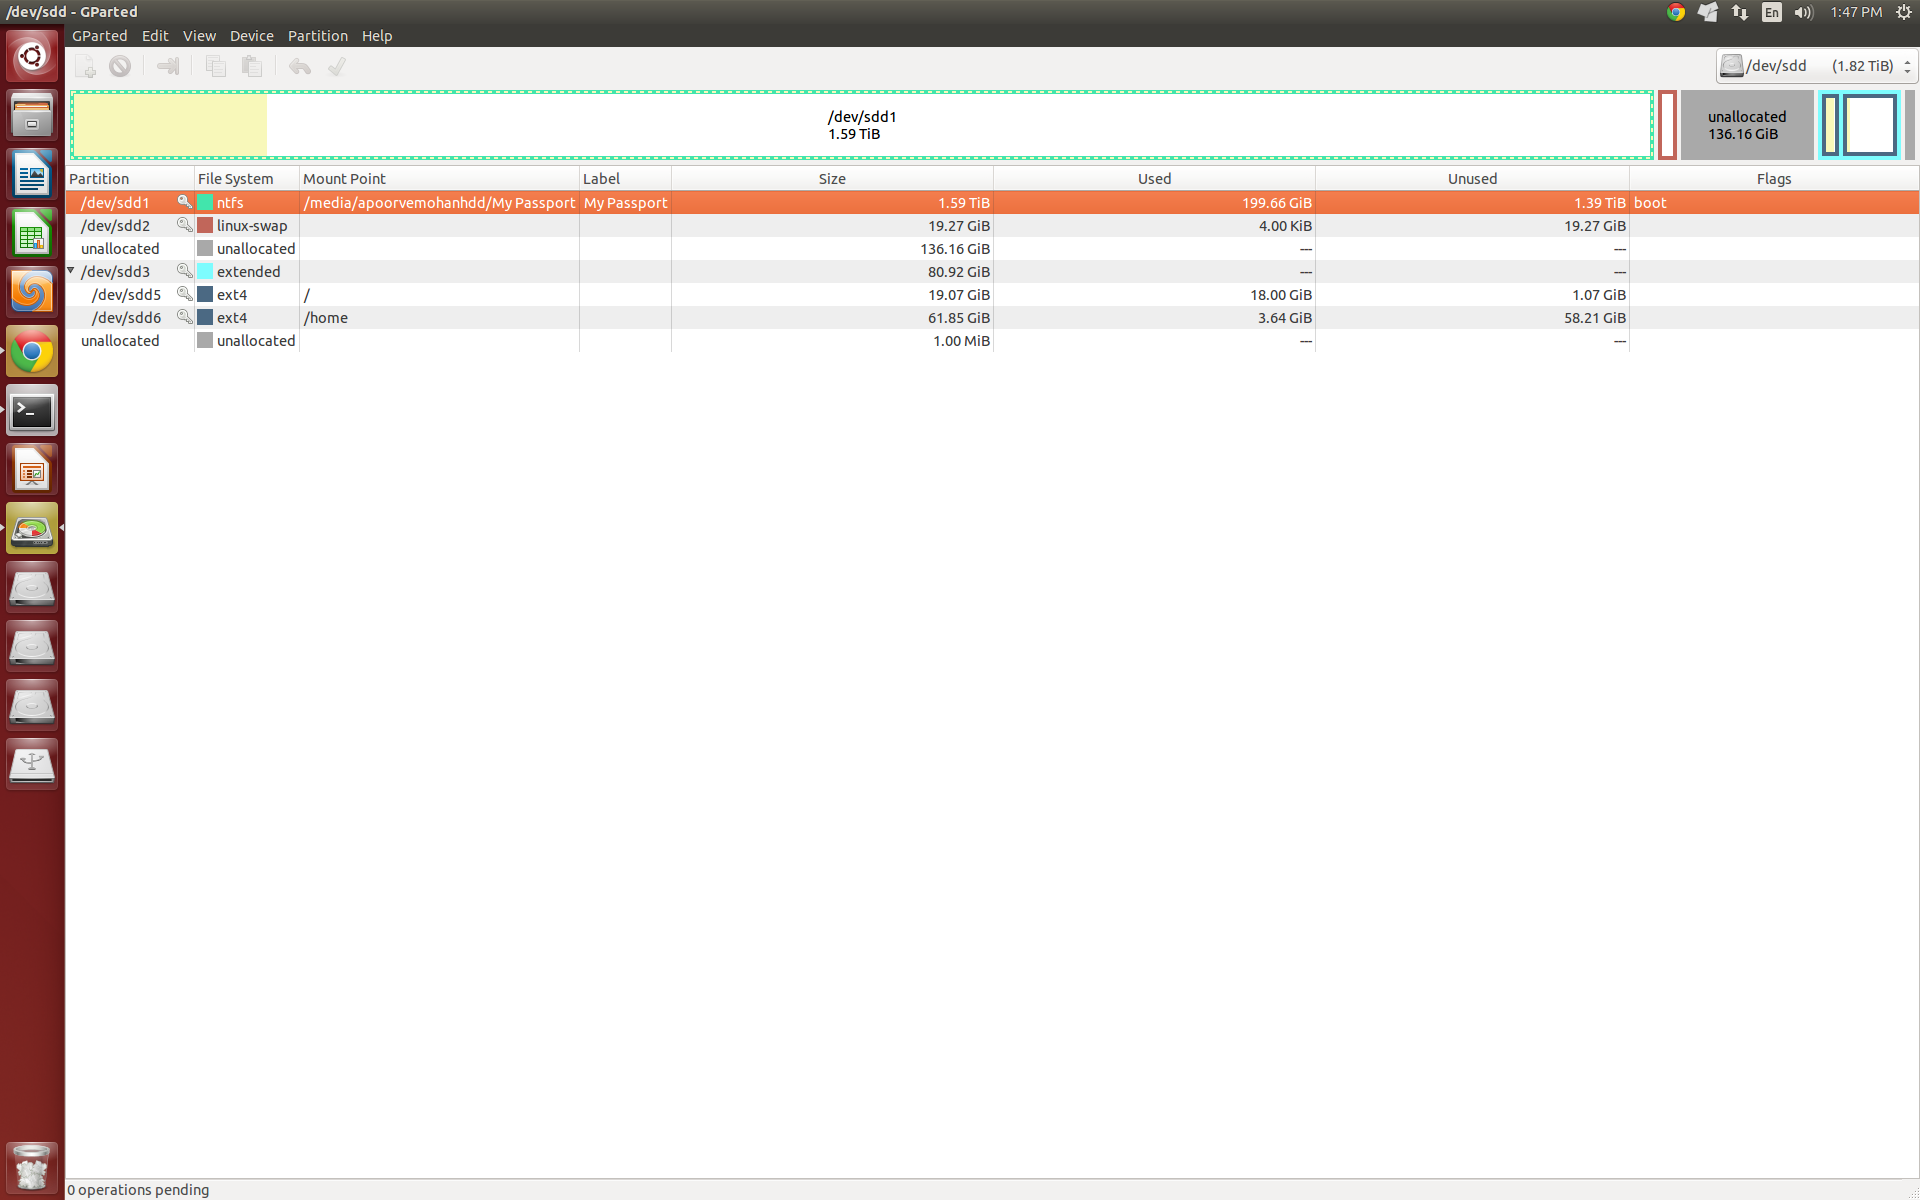 /dev/sdd - GParted
En 1:47 PM
GParted Edit View Device Partition Help
/dev/sdd (1.82 TiB)
/dev/sdd1
1.59 TiB
unallocated
136.16 GiB
Partition File System Mount Point Label Size Used Unused Flags
/dev/sdd1 ntfs /media/apoorvemohanhdd/My Passport My Passport 1.59 TiB 199.66 GiB 1.39 TiB boot
/dev/sdd2 linux-swap 19.27 GiB 4.00 KiB 19.27 GiB
unallocated unallocated 136.16 GiB --- ---
/dev/sdd3 extended 80.92 GiB --- ---
/dev/sdd5 ext4 / 19.07 GiB 18.00 GiB 1.07 GiB
/dev/sdd6 ext4 /home 61.85 GiB 3.64 GiB 58.21 GiB
unallocated unallocated 1.00 MiB --- ---
0 operations pending